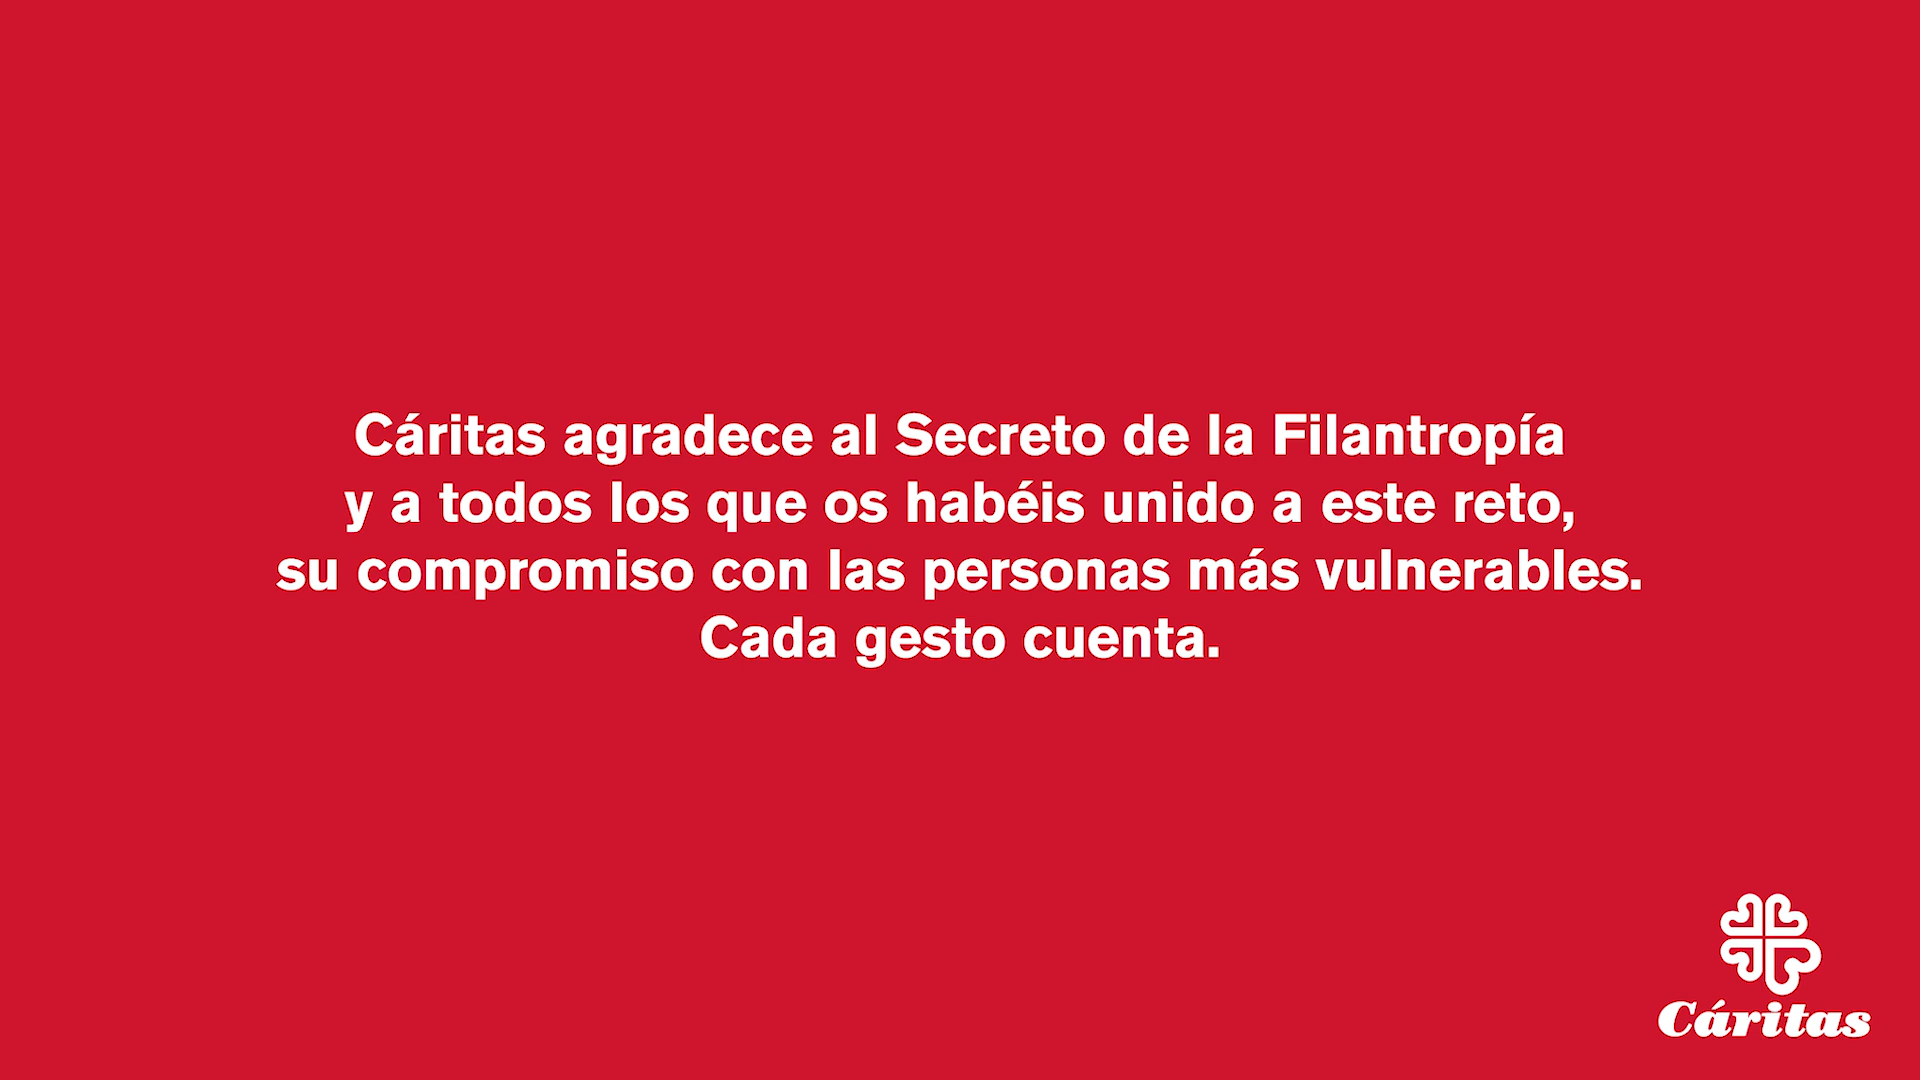 Cáritas agradece al Secreto de la Filantropía
y a todos los que os habéis unido a este reto,
su compromiso con las personas más vulnerables.
Cada gesto cuenta.
Cáritas